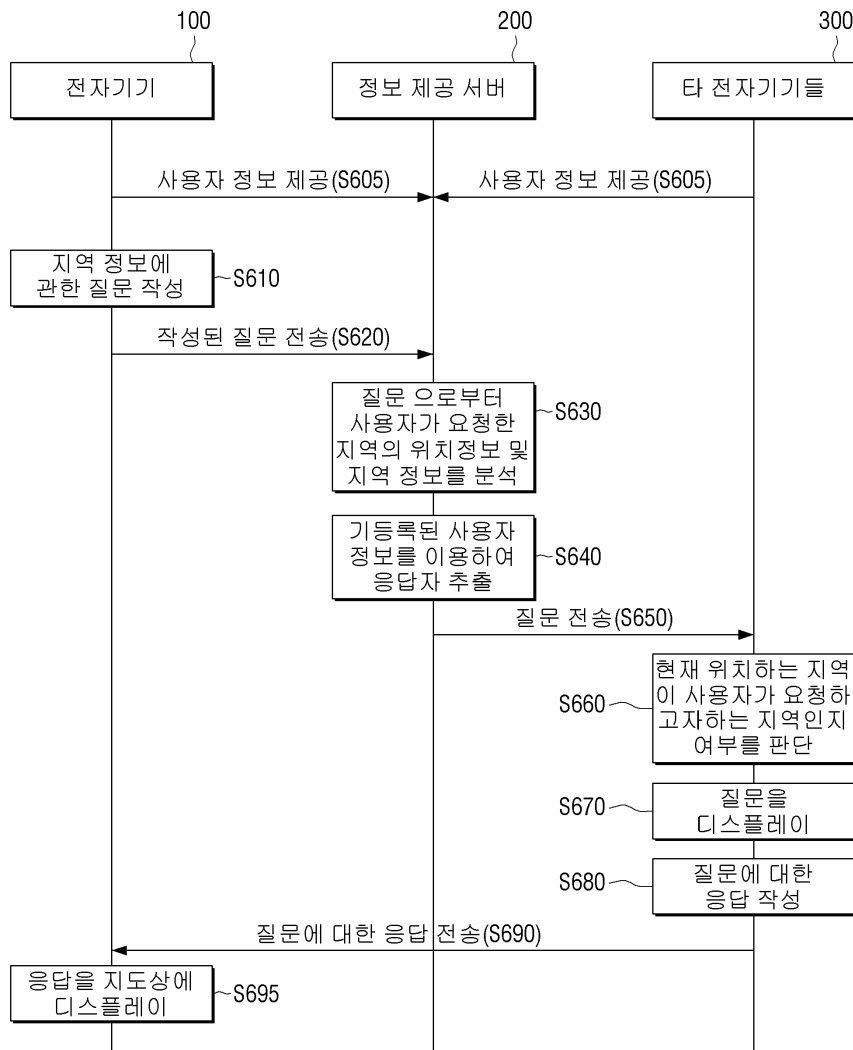 100
200
300
전자기기
정보 제공 서버
타 전자기기들
사용자 정보 제공(S605)
사용자 정보 제공(S605)
지역 정보에
관한 질문 작성
S610
작성된 질문 전송(S620)
질문 으로부터
사용자가 요청한
지역의 위치정보 및
지역 정보를 분석
S630
기등록된 사용자
정보를 이용하여
응답자 추출
S640
질문 전송(S650)
현재 위치하는 지역
이 사용자가 요청하
고자하는 지역인지
여부를 판단
S660
질문을
디스플레이
S670
질문에 대한
응답 작성
S680
질문에 대한 응답 전송(S690)
응답을 지도상에
디스플레이
S695